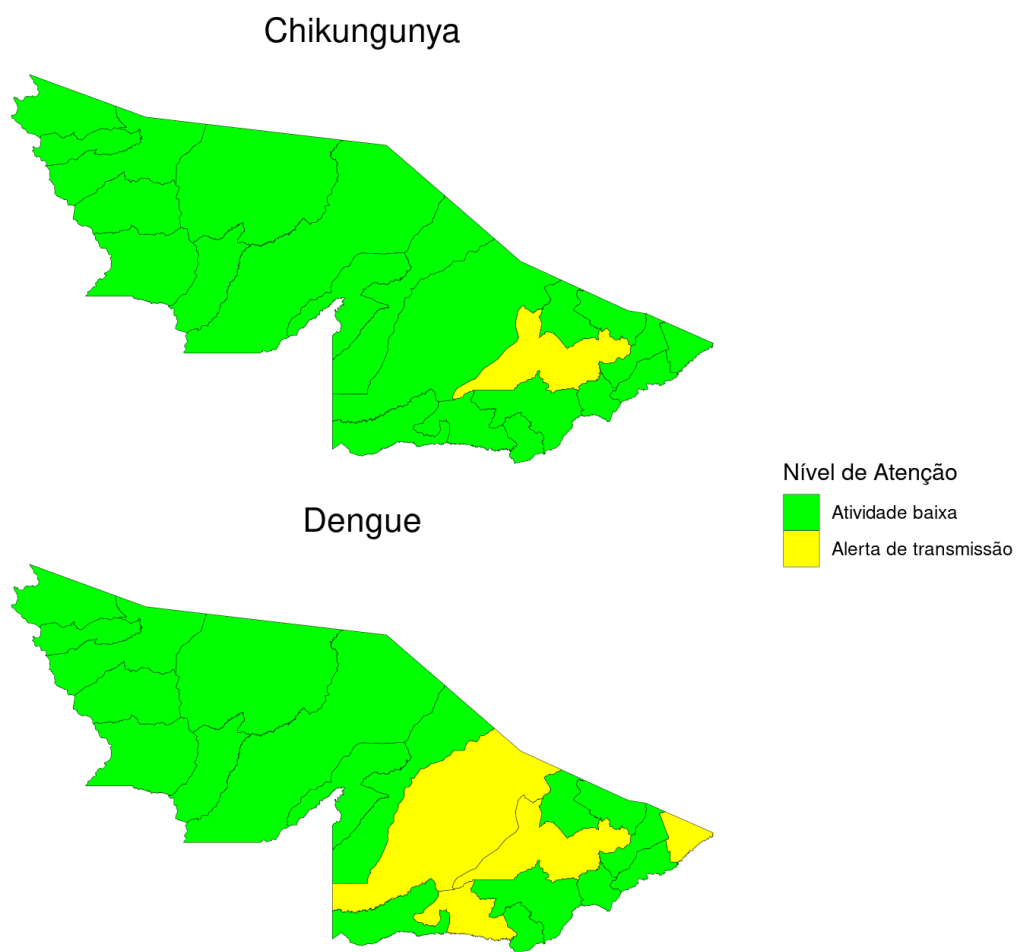 Chikungunya
Dengue
Nível de Atenção
Atividade baixa
Alerta de transmissão